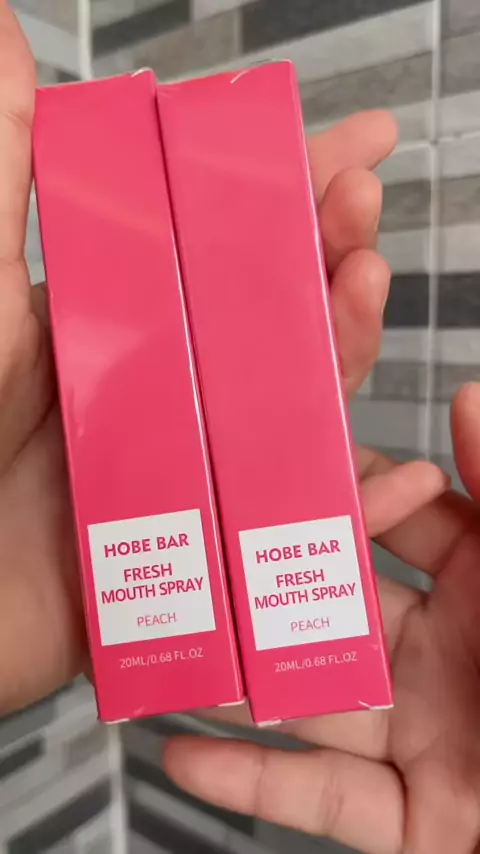 HOBE BAR
FRESH
MOUTH SPRAY
PEACH
20ML/0.68 FL.OZ
HOBE BAR
FRESH
MOUTH SPRAY
PEACH
20ML/0.68 FL.OZ